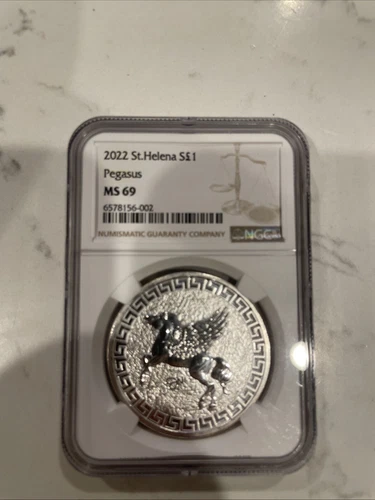 2022 St.Helena S£1
Pegasus
MS 69
6578156-002
NUMISMATIC GUARANTY COMPANY
NGC